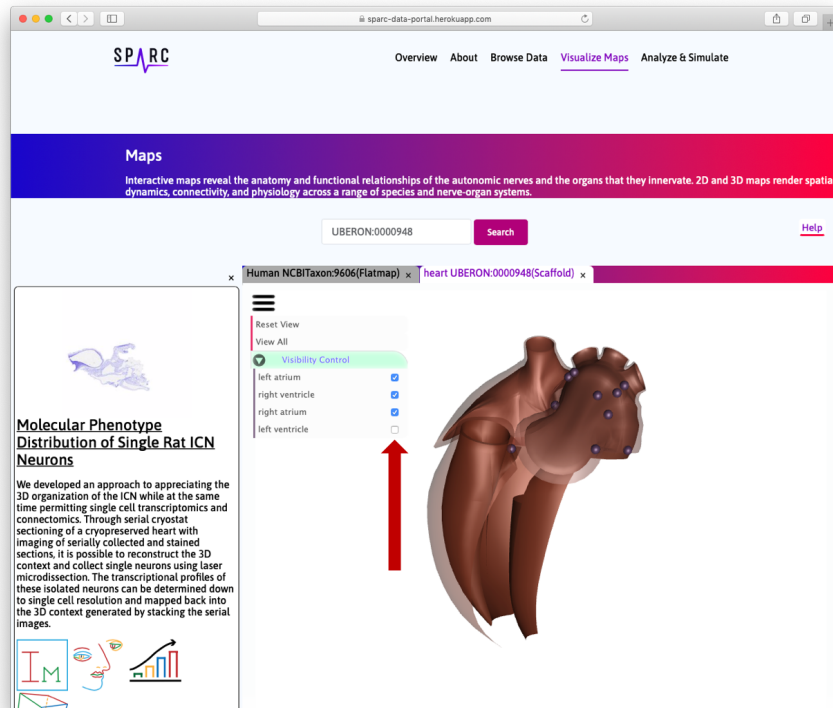 sparc-data-portal.herokuapp.com
SPARC
Overview About Browse Data Visualize Maps Analyze & Simulate
Maps
Interactive maps reveal the anatomy and functional relationships of the autonomic nerves and the organs that they innervate. 2D and 3D maps render spatia
dynamics, connectivity, and physiology across a range of species and nerve-organ systems.
UBERON:0000948 Search
Help
× Human NCBITaxon:9606(Flatmap) × heart UBERON:0000948(Scaffold) ×
Reset View
View All
Visibility Control
left atrium
right ventricle
right atrium
left ventricle
Molecular Phenotype
Distribution of Single Rat ICN
Neurons
We developed an approach to appreciating the
3D organization of the ICN while at the same
time permitting single cell transcriptomics and
connectomics. Through serial cryostat
sectioning of a cryopreserved heart with
imaging of serially collected and stained
sections, it is possible to reconstruct the 3D
context and collect single neurons using laser
microdissection. The transcriptional profiles of
these isolated neurons can be determined down
to single cell resolution and mapped back into
the 3D context generated by stacking the serial
images.
IM